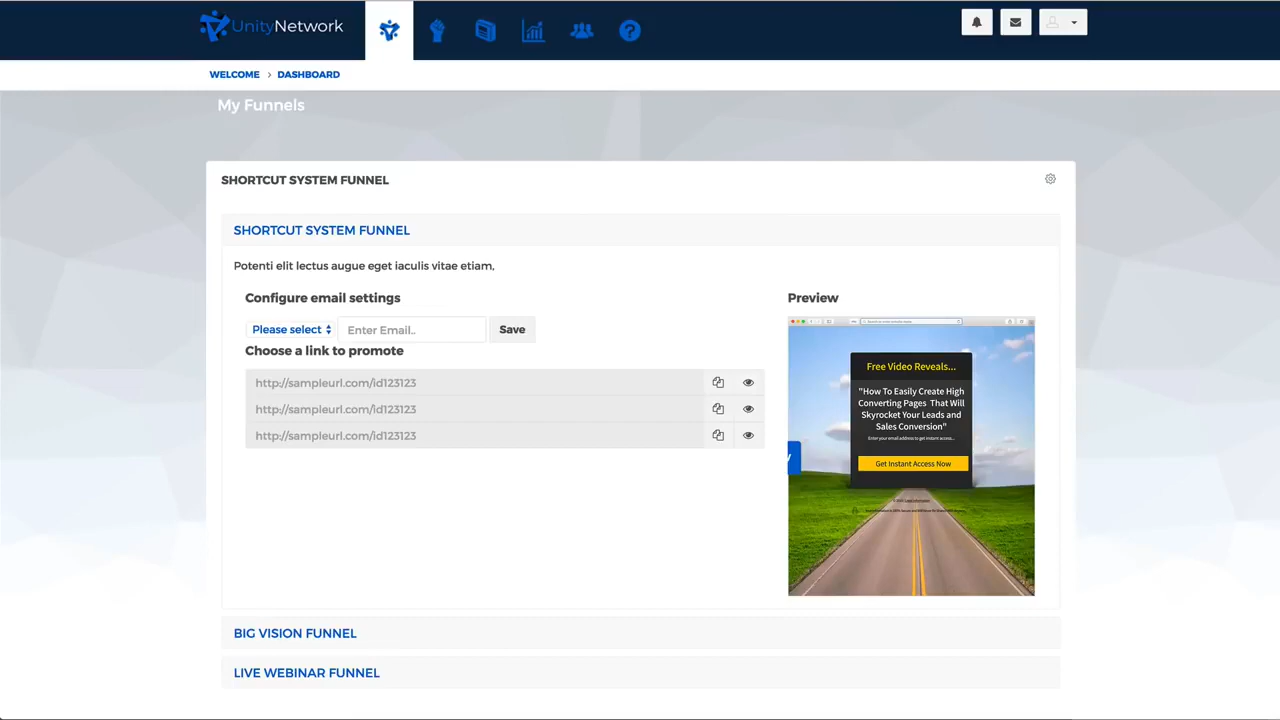 UnityNetwork
WELCOME > DASHBOARD
My Funnels
SHORTCUT SYSTEM FUNNEL
SHORTCUT SYSTEM FUNNEL
Potenti elit lectus augue eget iaculis vitae etiam,
Configure email settings
Please select
Enter Email..
Save
Choose a link to promote
http://sampleurl.com/id123123
http://sampleurl.com/id123123
http://sampleurl.com/id123123
Preview
Free Video Reveals...
"How To Easily Create High
Converting Pages That Will
Skyrocket Your Leads and
Sales Conversion"
Enter your email address to get instant access...
Get Instant Access Now
BIG VISION FUNNEL
LIVE WEBINAR FUNNEL